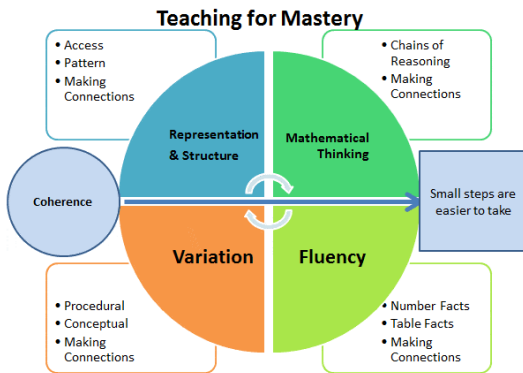 Teaching for Mastery
• Access
• Pattern
• Making
Connections
• Chains of
Reasoning
• Making
Connections
Representation
& Structure
Mathematical
Thinking
Coherence
Small steps are
easier to take
Variation
Fluency
• Procedural
• Conceptual
• Making
Connections
• Number Facts
• Table Facts
• Making
Connections